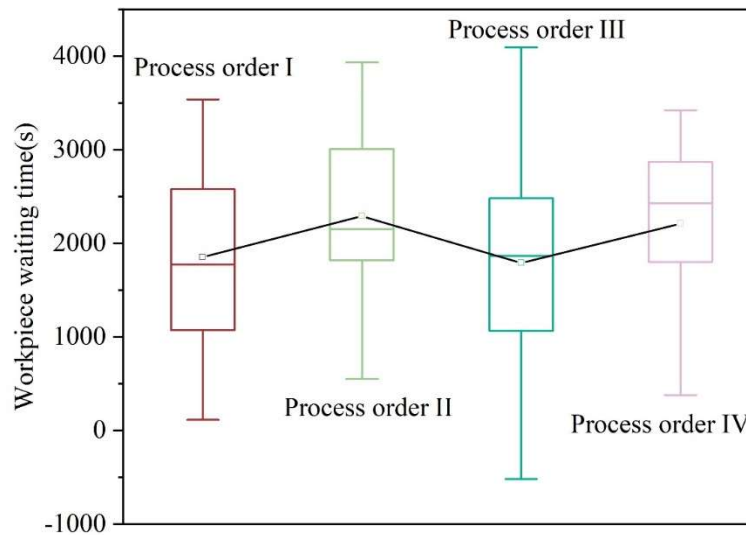 Process order III
Process order I
Process order II
Process order IV
Workpiece waiting time(s)
4000
3000
2000
1000
0
-1000